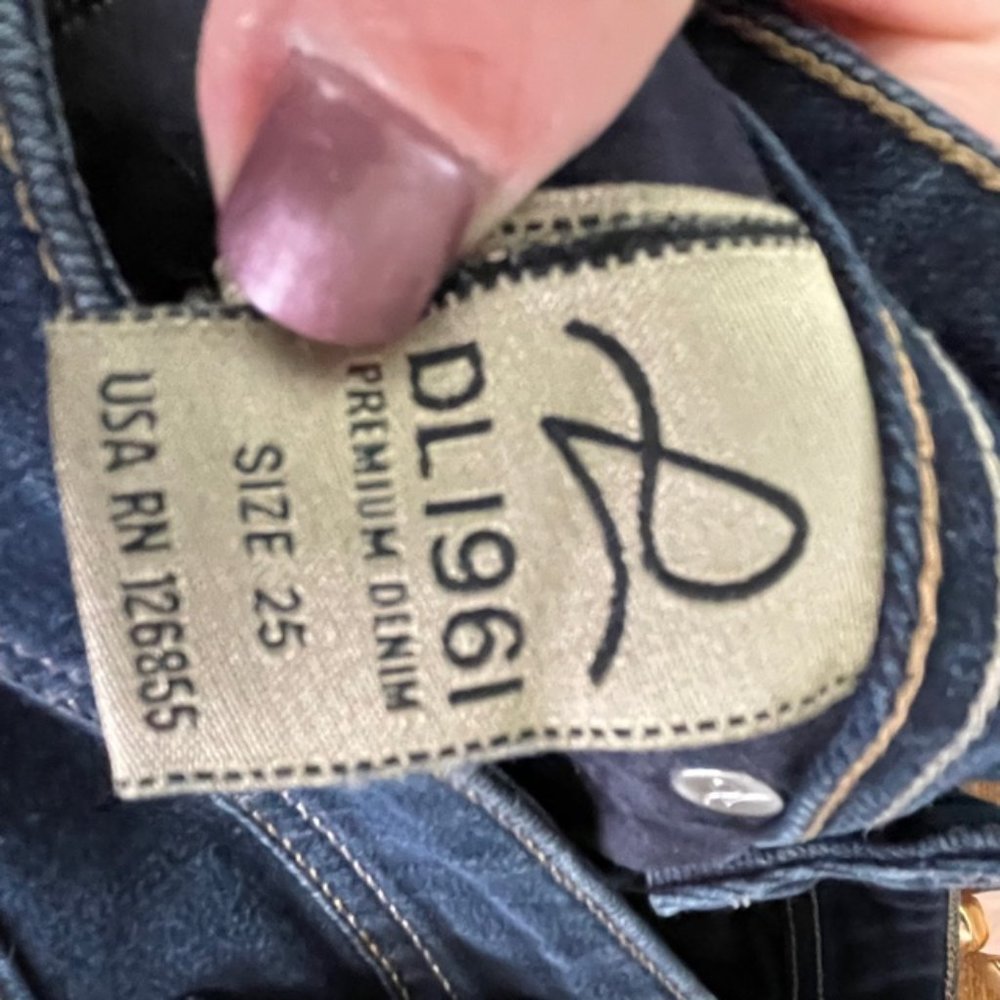 DL1961
PREMIUM DENIM
SIZE 25
USA RN 126855